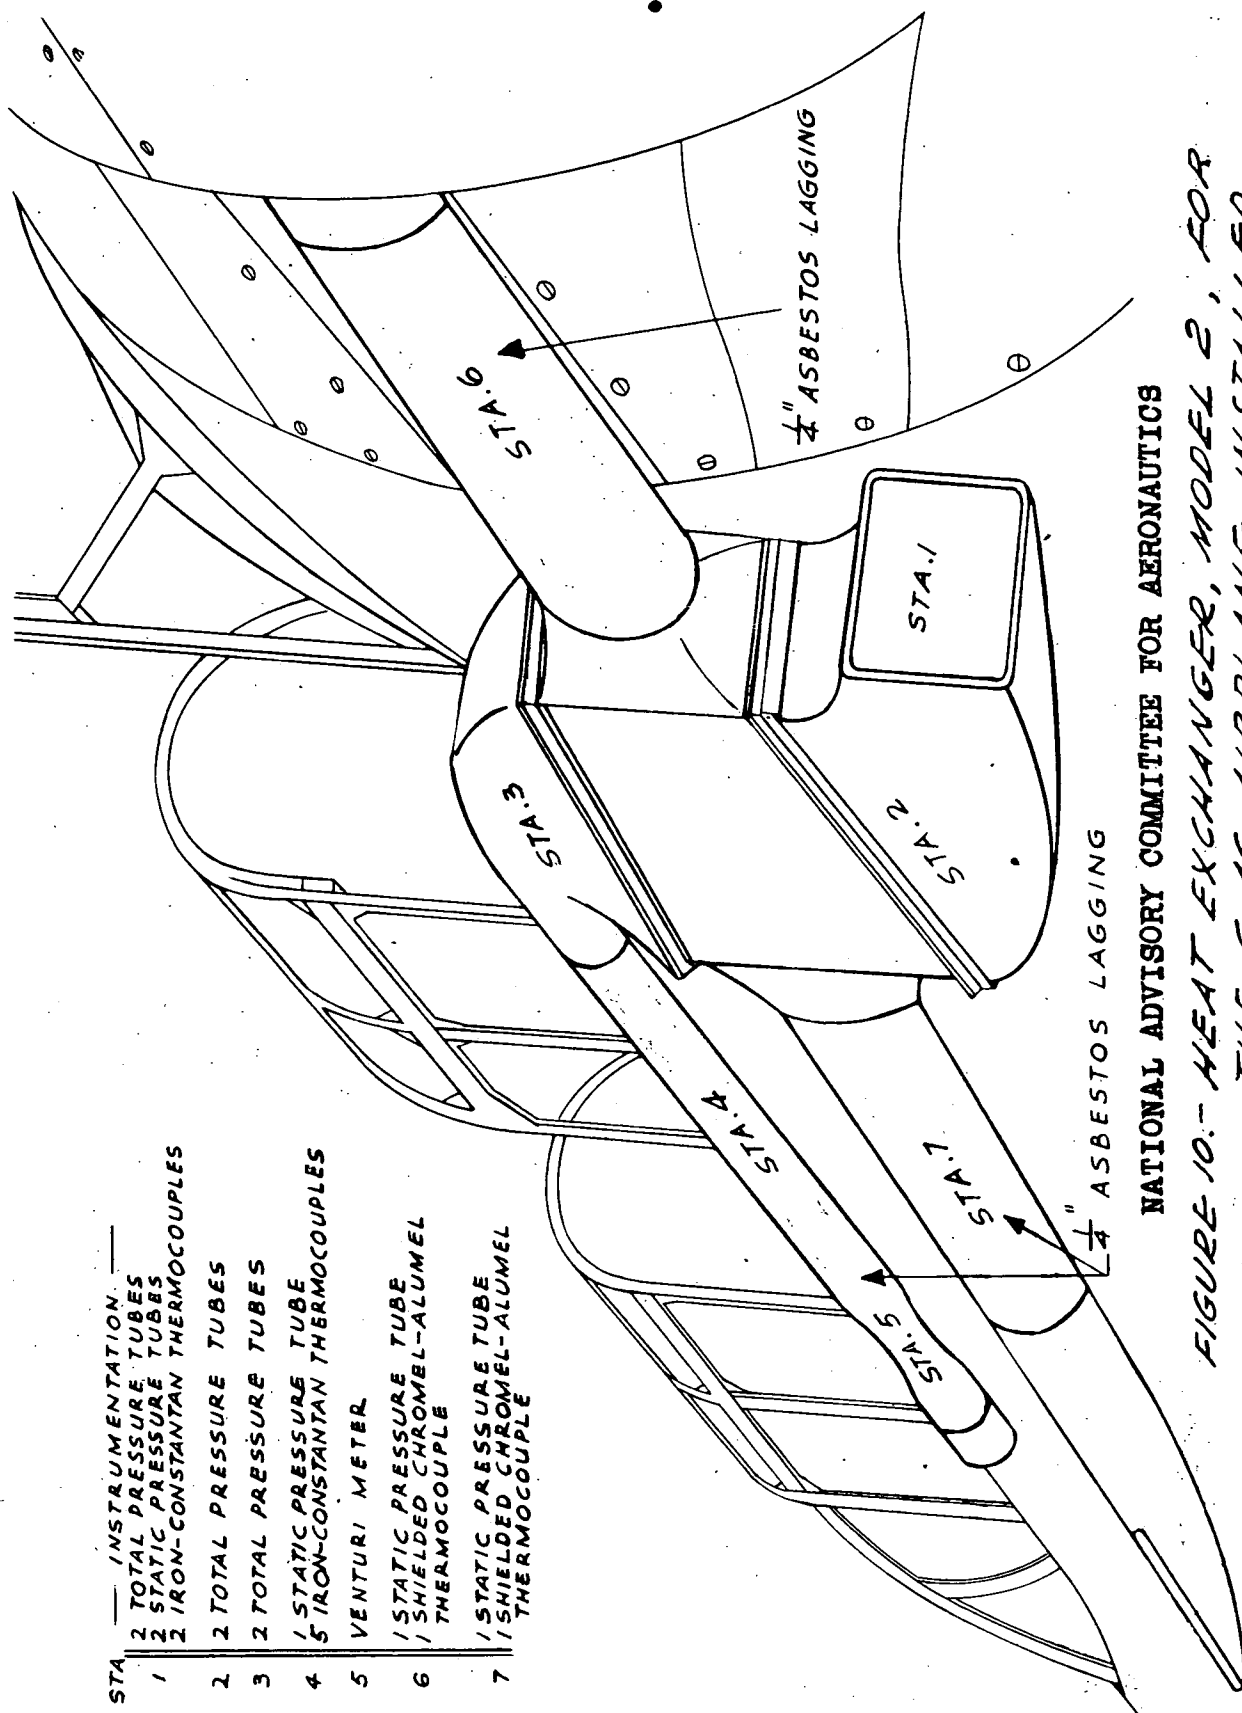 STA — INSTRUMENTATION —
1 2 TOTAL PRESSURE TUBES
2 STATIC PRESSURE TUBES
2 IRON-CONSTANTAN THERMOCOUPLES
2 2 TOTAL PRESSURE TUBES
3 2 TOTAL PRESSURE TUBES
4 1 STATIC PRESSURE TUBE
5 IRON-CONSTANTAN THERMOCOUPLES
5 VENTURI METER
6 1 STATIC PRESSURE TUBE
1 SHIELDED CHROMEL-ALUMEL
THERMOCOUPLE
7 1 STATIC PRESSURE TUBE
1 SHIELDED CHROMEL-ALUMEL
THERMOCOUPLE
STA.6
STA.3
STA.4
STA.5
STA.7
STA.2
STA.1
1/4" ASBESTOS LAGGING
1/4" ASBESTOS LAGGING
NATIONAL ADVISORY COMMITTEE FOR AERONAUTICS
FIGURE 10.- HEAT EXCHANGER, MODEL 2, FOR